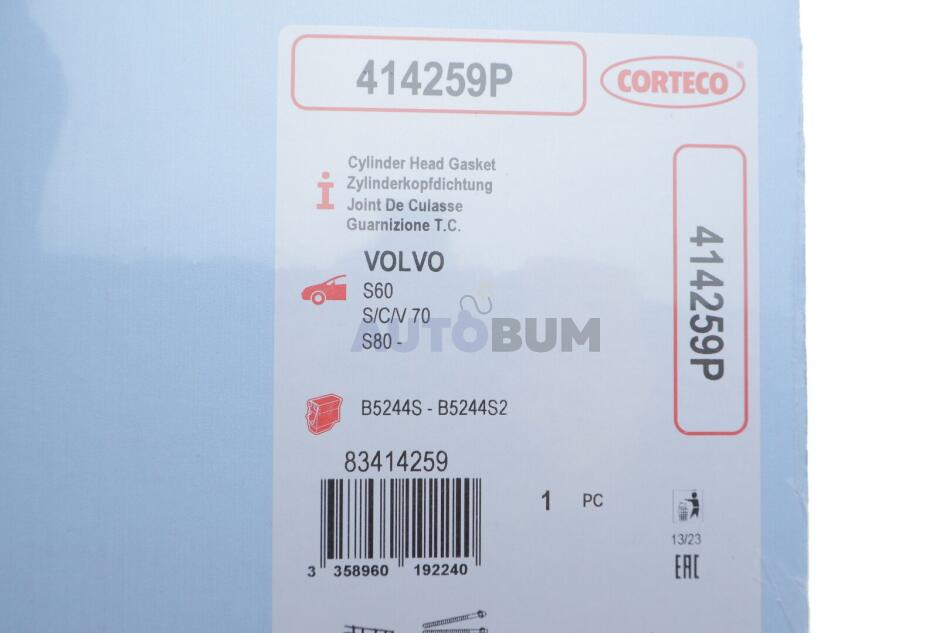 414259P
CORTECO®
Cylinder Head Gasket
Zylinderkopfdichtung
Joint De Culasse
Guarnizione T.C.
VOLVO
S60
S/C/V 70
S80 -
AUTOBUM
B5244S - B5244S2
83414259
1 PC
3 358960 192240
414259P
13/23
EAC